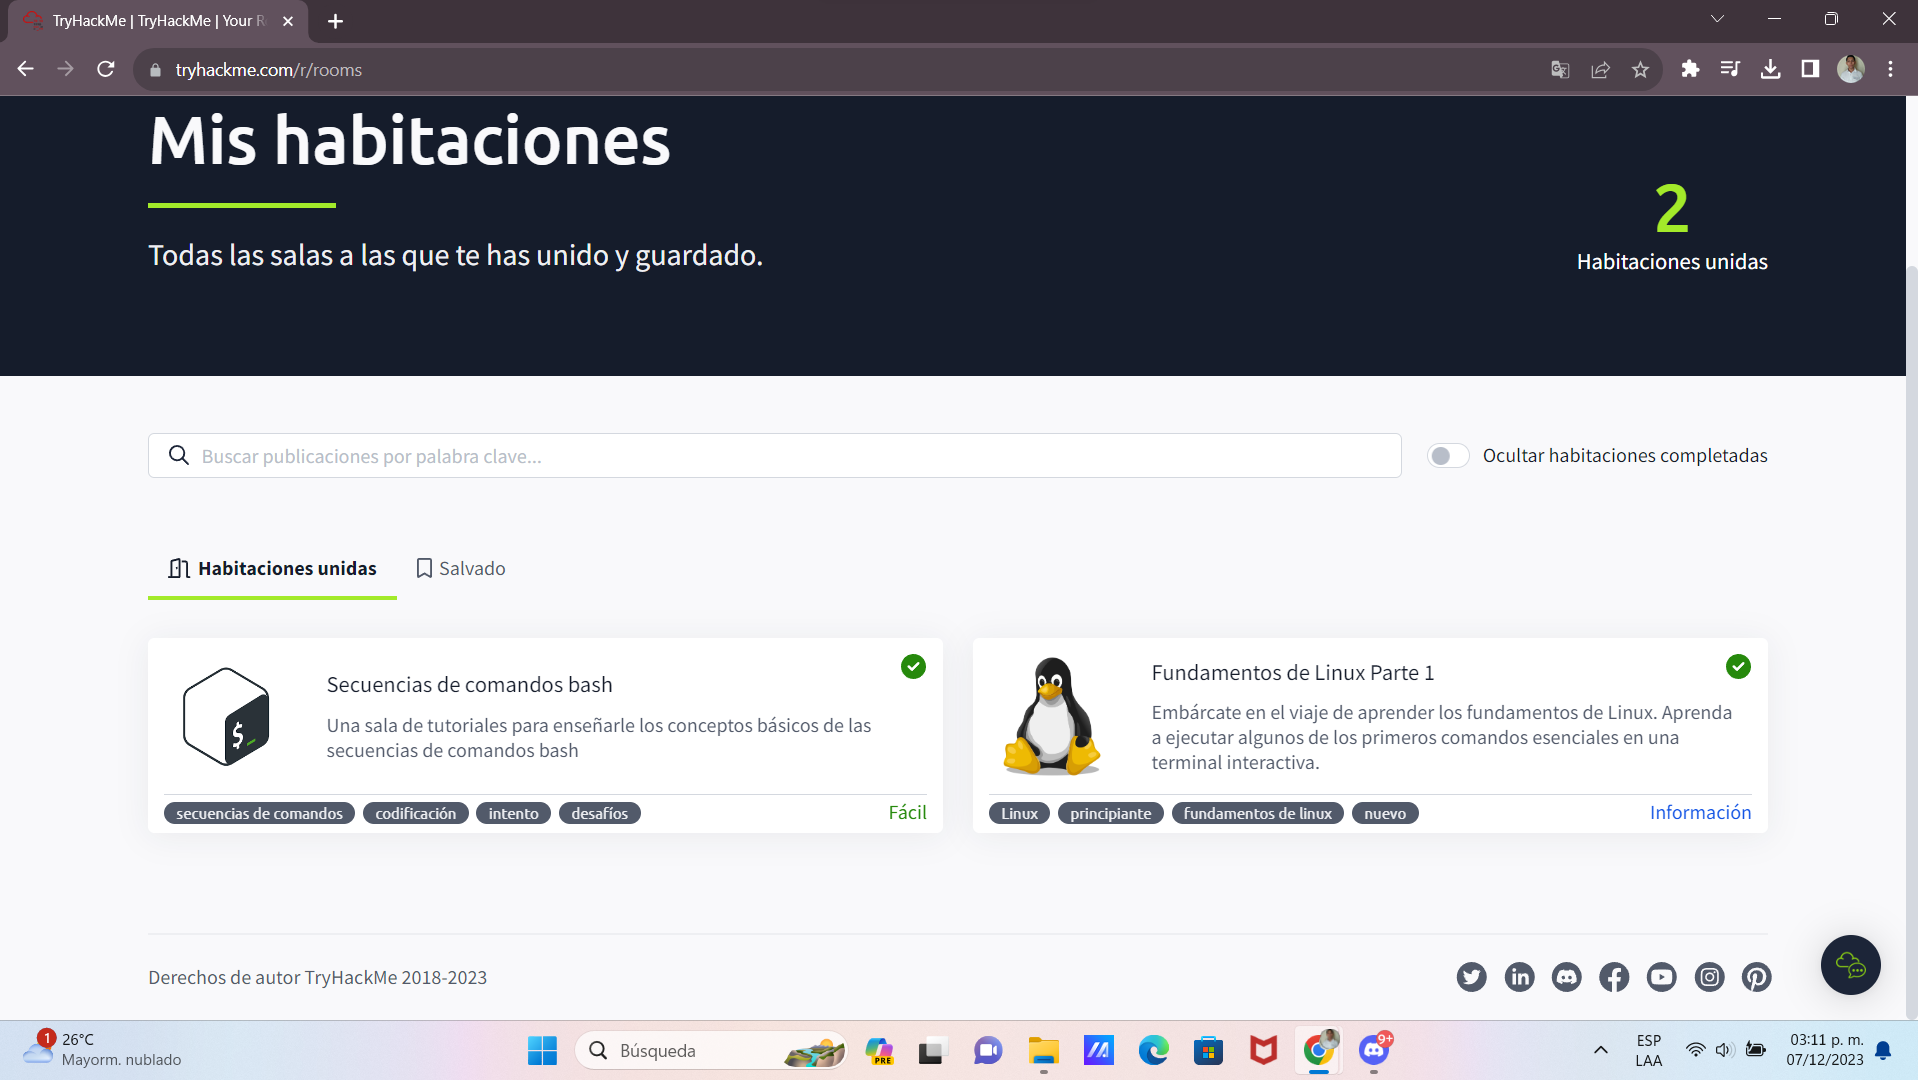 TryHackMe | TryHackMe | Your R
tryhackme.com/r/rooms
Mis habitaciones
Todas las salas a las que te has unido y guardado.
2
Habitaciones unidas
Buscar publicaciones por palabra clave...
Ocultar habitaciones completadas
Habitaciones unidas
Salvado
Secuencias de comandos bash
Una sala de tutoriales para enseñarle los conceptos básicos de las
secuencias de comandos bash
secuencias de comandos codificación intento desafíos Fácil
Fundamentos de Linux Parte 1
Embárcate en el viaje de aprender los fundamentos de Linux. Aprenda
a ejecutar algunos de los primeros comandos esenciales en una
terminal interactiva.
Linux principiante fundamentos de linux nuevo Información
Derechos de autor TryHackMe 2018-2023
1
26°C
Mayorm. nublado
Búsqueda
PRE
9+
ESP
LAA
03:11 p. m.
07/12/2023